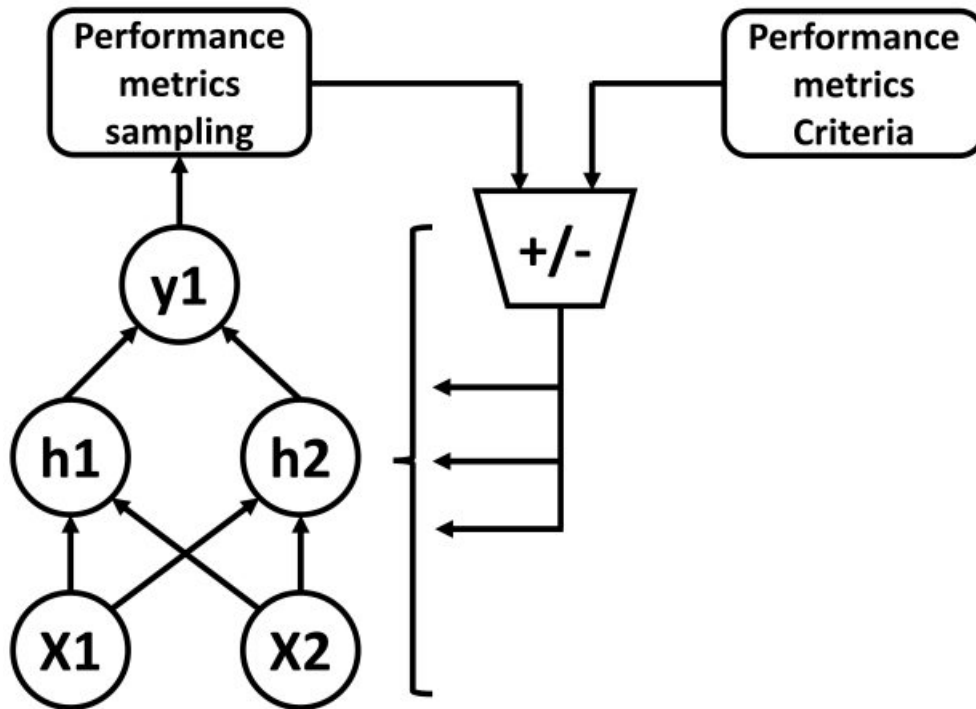 Performance
metrics
sampling
Performance
metrics
Criteria
+/-
y1
h1
h2
X1
X2